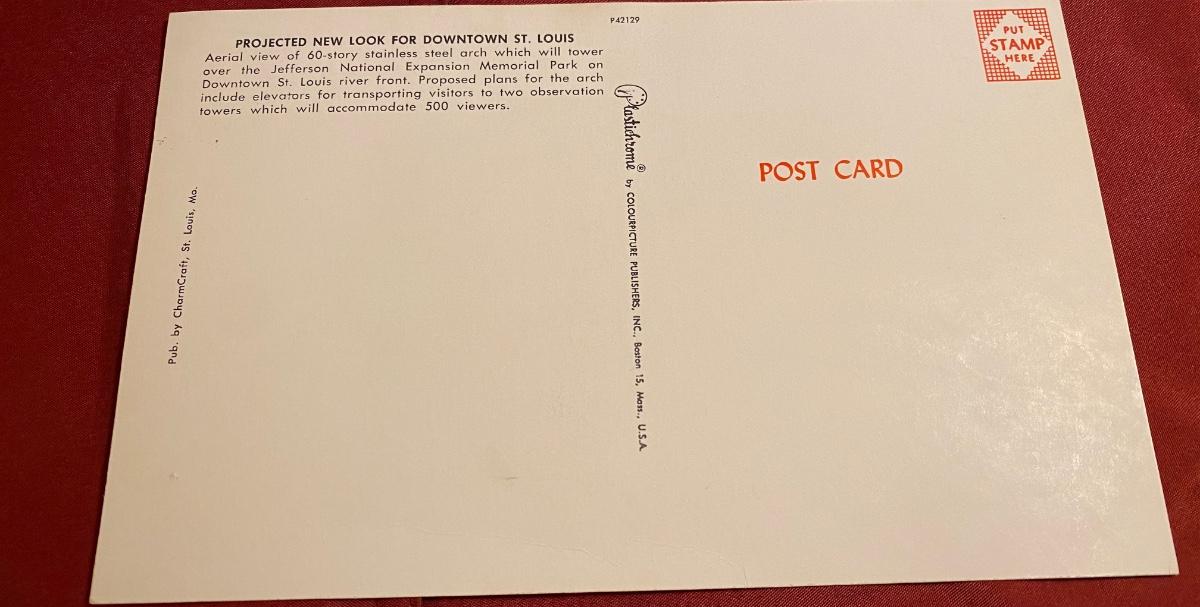 P42129
PROJECTED NEW LOOK FOR DOWNTOWN ST. LOUIS
Aerial view of 60-story stainless steel arch which will tower
over the Jefferson National Expansion Memorial Park on
Downtown St. Louis river front. Proposed plans for the arch
include elevators for transporting visitors to two observation
towers which will accommodate 500 viewers.
Pub. by CharmCraft, St. Louis, Mo.
Plastichrome® by COLOURPICTURE PUBLISHERS, INC., Boston 15, Mass., U.S.A.
PUT
STAMP
HERE
POST CARD